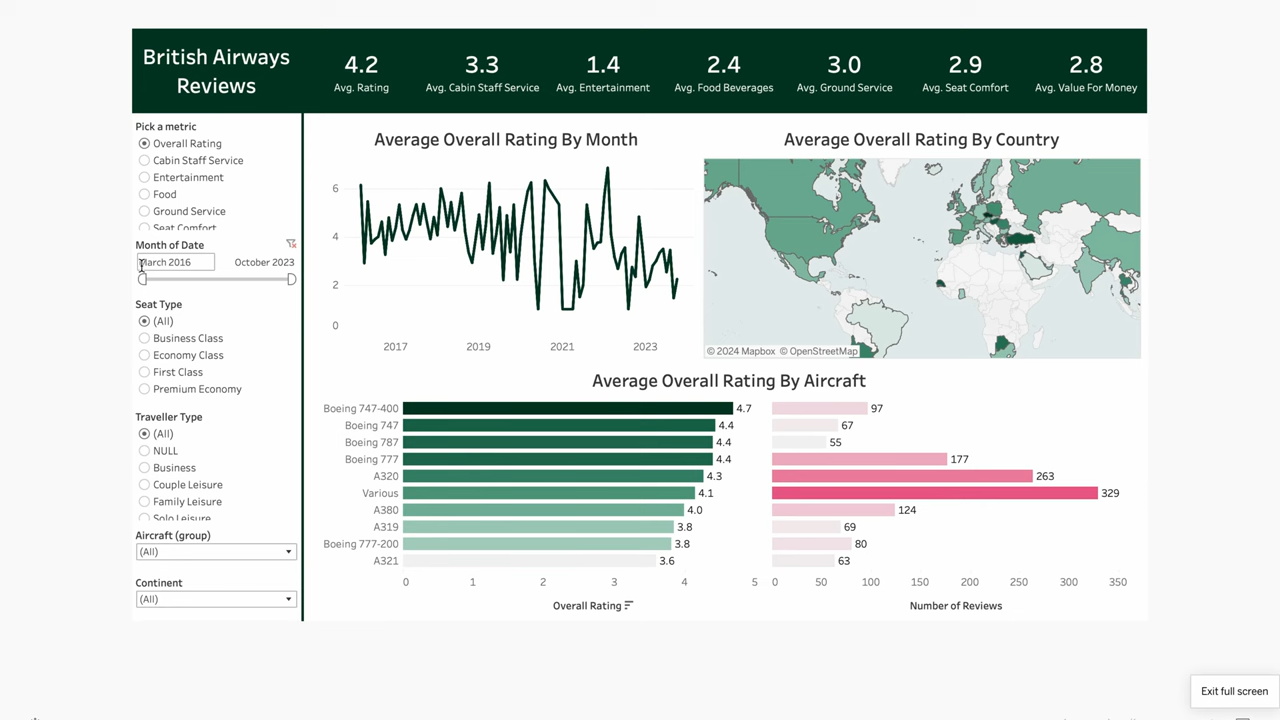 British Airways
Reviews
4.2
Avg. Rating
3.3
Avg. Cabin Staff Service
1.4
Avg. Entertainment
2.4
Avg. Food Beverages
3.0
Avg. Ground Service
2.9
Avg. Seat Comfort
2.8
Avg. Value For Money
Pick a metric
Overall Rating
Cabin Staff Service
Entertainment
Food
Ground Service
Seat Comfort
Month of Date
March 2016
October 2023
Seat Type
(All)
Business Class
Economy Class
First Class
Premium Economy
Traveller Type
(All)
NULL
Business
Couple Leisure
Family Leisure
Solo Leisure
Aircraft (group)
(All)
Continent
(All)
Average Overall Rating By Month
6
4
2
0
2017 2019 2021 2023
Average Overall Rating By Country
© 2024 Mapbox © OpenStreetMap
Average Overall Rating By Aircraft
Boeing 747-400 4.7 97
Boeing 747 4.4 67
Boeing 787 4.4 55
Boeing 777 4.4 177
A320 4.3 263
Various 4.1 329
A380 4.0 124
A319 3.8 69
Boeing 777-200 3.8 80
A321 3.6 63
0 1 2 3 4 5 0 50 100 150 200 250 300 350
Overall Rating Number of Reviews
Exit full screen